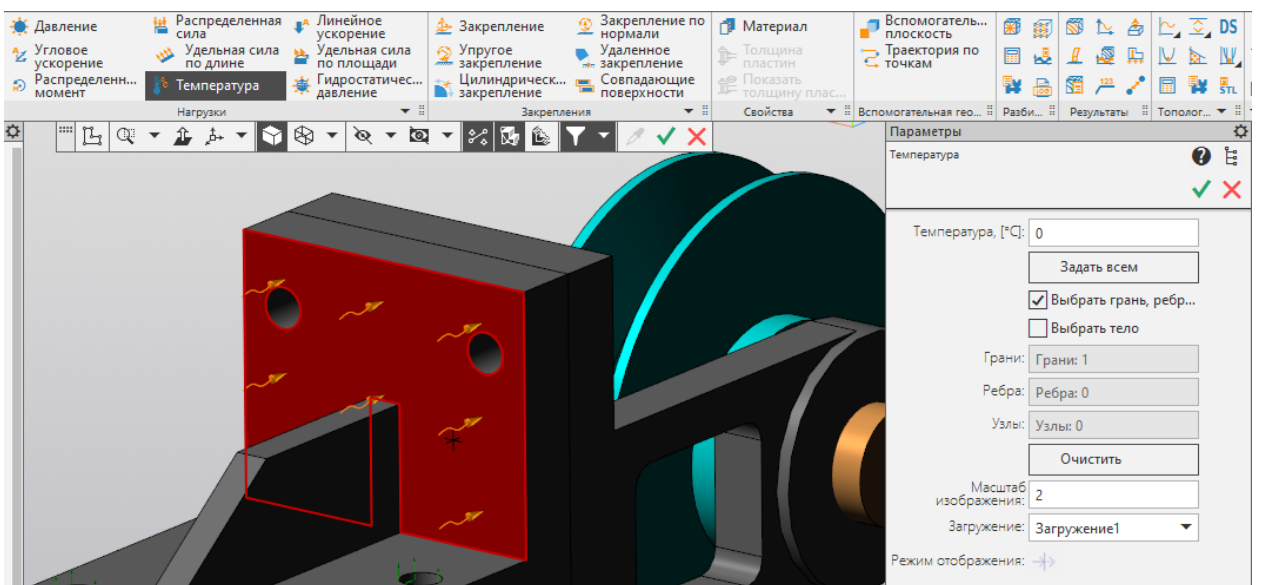 Давление
Распределенная
сила
Линейное
ускорение
Закрепление
Закрепление по
нормали
Материал
Вспомогатель...
плоскость
DS
Угловое
ускорение
Удельная сила
по длине
Удельная сила
по площади
Упругое
закрепление
Удаленное
закрепление
Толщина
пластин
Траектория по
точкам
Распределенн...
момент
Температура
Гидростатичес...
давление
Цилиндрическ...
закрепление
Совпадающие
поверхности
Показать
толщину плас...
123
STL
Нагрузки
Закрепления
Свойства
Вспомогательная гео...
Разби...
Результаты
Тополог...
Параметры
Температура
Температура, [°C]: 0
Задать всем
Выбрать грань, ребр...
Выбрать тело
Грани: Грани: 1
Ребра: Ребра: 0
Узлы: Узлы: 0
Очистить
Масштаб
изображения: 2
Загружение: Загружение1
Режим отображения: